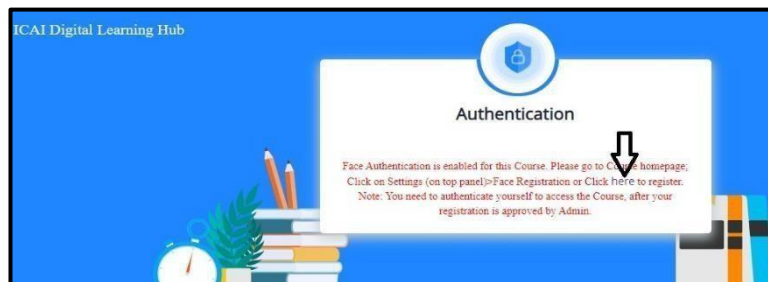 ICAI Digital Learning Hub
Authentication
Face Authentication is enabled for this Course. Please go to Course homepage;
Click on Settings (on top panel)>Face Registration or Click here to register.
Note: You need to authenticate yourself to access the Course, after your
registration is approved by Admin.